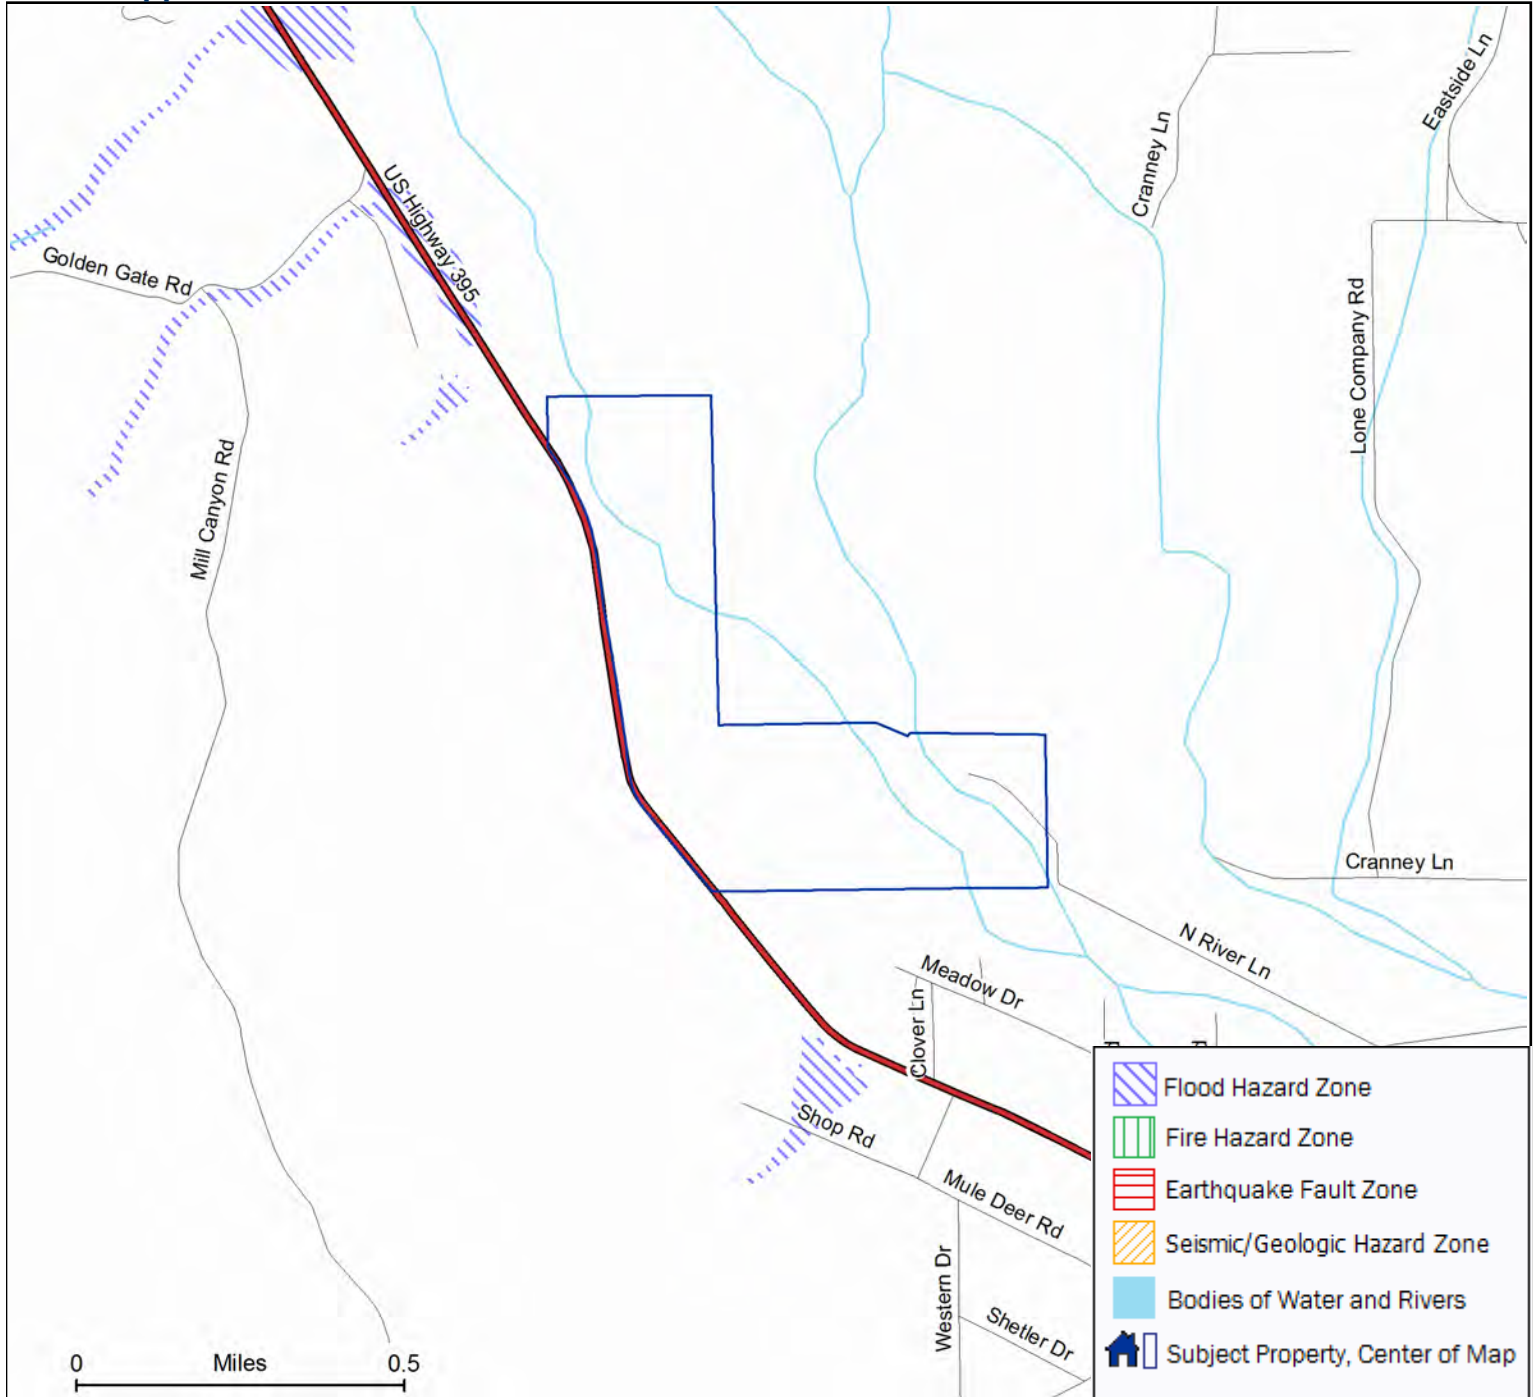 Eastside Ln
Cranney Ln
US Highway 395
Golden Gate Rd
Lone Company Rd
Mill Canyon Rd
Cranney Ln
N River Ln
Meadow Dr
Clover Ln
Shop Rd
Mule Deer Rd
Western Dr
Shetler Dr
0 Miles 0.5
Flood Hazard Zone
Fire Hazard Zone
Earthquake Fault Zone
Seismic/Geologic Hazard Zone
Bodies of Water and Rivers
Subject Property, Center of Map